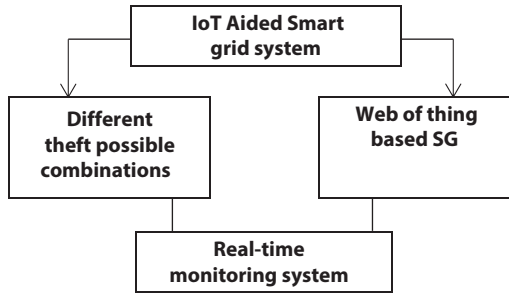 IoT Aided Smart
grid system
Different
theft possible
combinations
Web of thing
based SG
Real-time
monitoring system